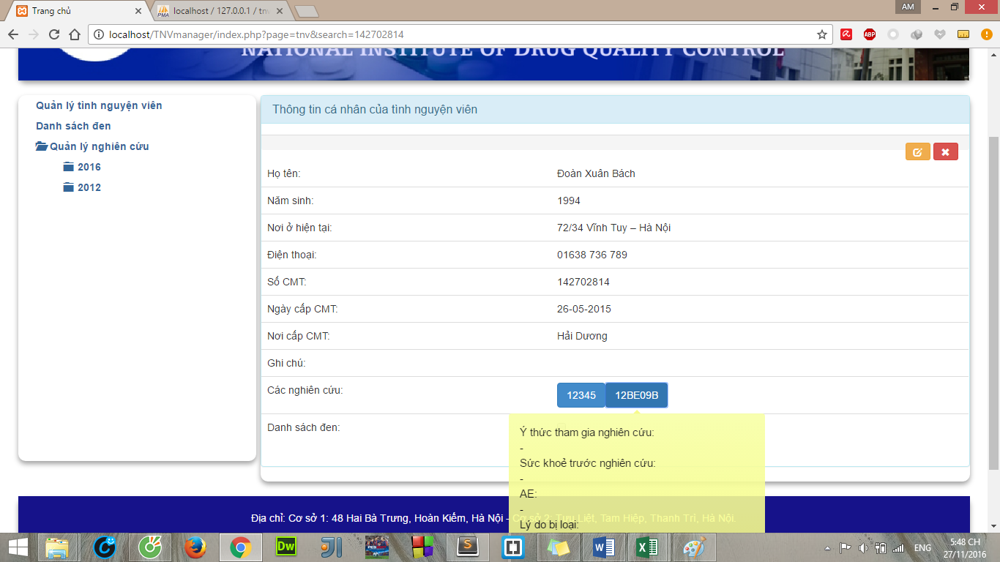 Trang chủ
localhost / 127.0.0.1 / tnv
AM
localhost/TNVmanager/index.php?page=tnv&search=142702814
ABP
NATIONAL INSTITUTE OF DRUG QUALITY CONTROL
Quản lý tình nguyện viên
Danh sách đen
Quản lý nghiên cứu
2016
2012
Thông tin cá nhân của tình nguyện viên
Họ tên: Đoàn Xuân Bách
Năm sinh: 1994
Nơi ở hiện tại: 72/34 Vĩnh Tuy – Hà Nội
Điện thoại: 01638 736 789
Số CMT: 142702814
Ngày cấp CMT: 26-05-2015
Nơi cấp CMT: Hải Dương
Ghi chú:
Các nghiên cứu: 12345 12BE09B
Danh sách đen:
Ý thức tham gia nghiên cứu:
-
Sức khoẻ trước nghiên cứu:
-
AE:
-
Lý do bị loại:
Địa chỉ: Cơ sở 1: 48 Hai Bà Trưng, Hoàn Kiếm, Hà Nội - Cơ sở 2: Tựu Liệt, Tam Hiệp, Thanh Trì, Hà Nội.
Dw
S
ENG
5:48 CH
27/11/2016